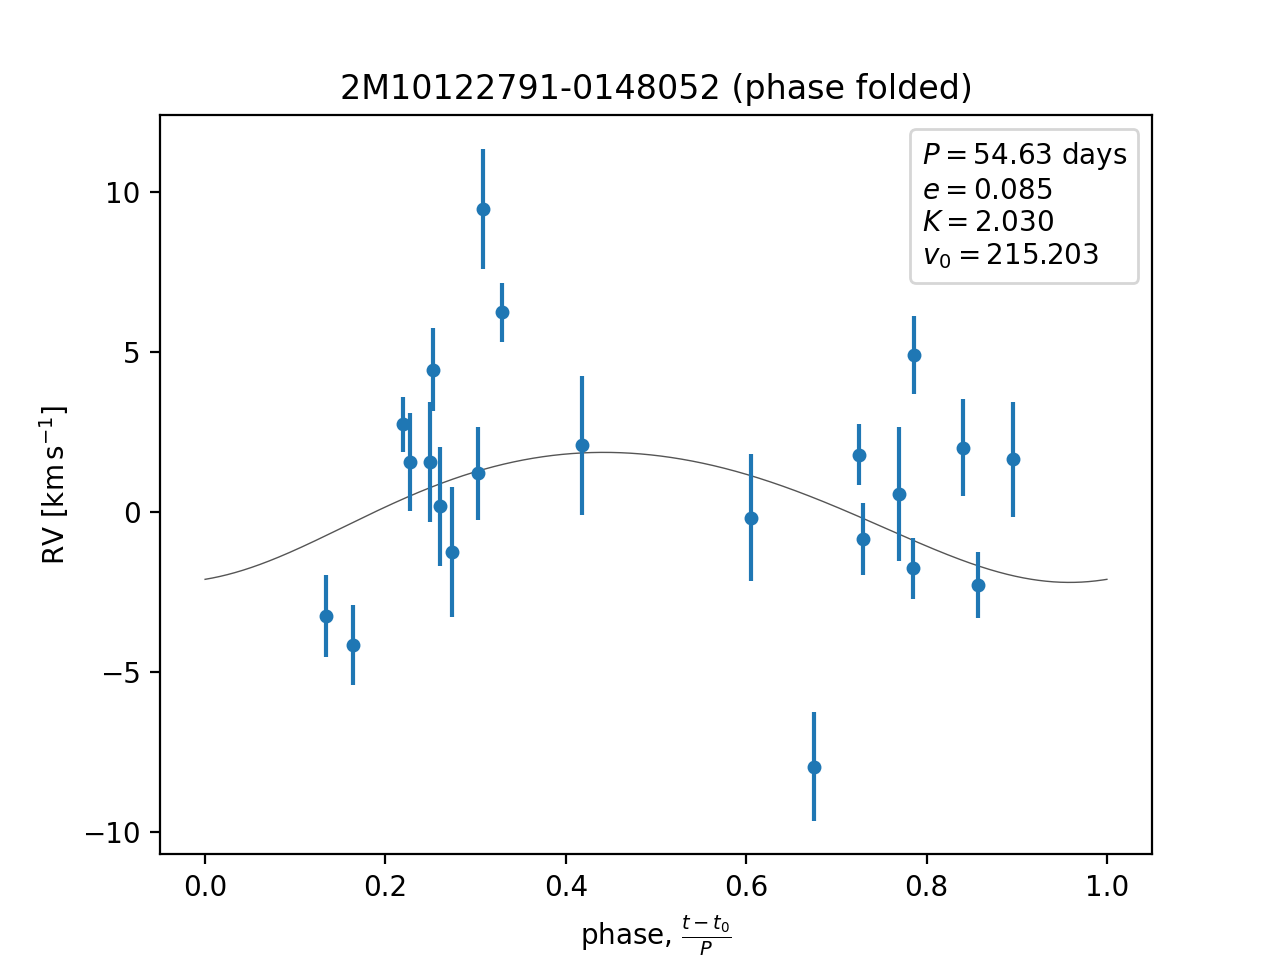 2M10122791-0148052 (phase folded)
P = 54.63 days
e = 0.085
K = 2.030
v₀ = 215.203
RV [km s⁻¹]
10
5
0
−5
−10
0.0 0.2 0.4 0.6 0.8 1.0
phase, (t − t₀)/P